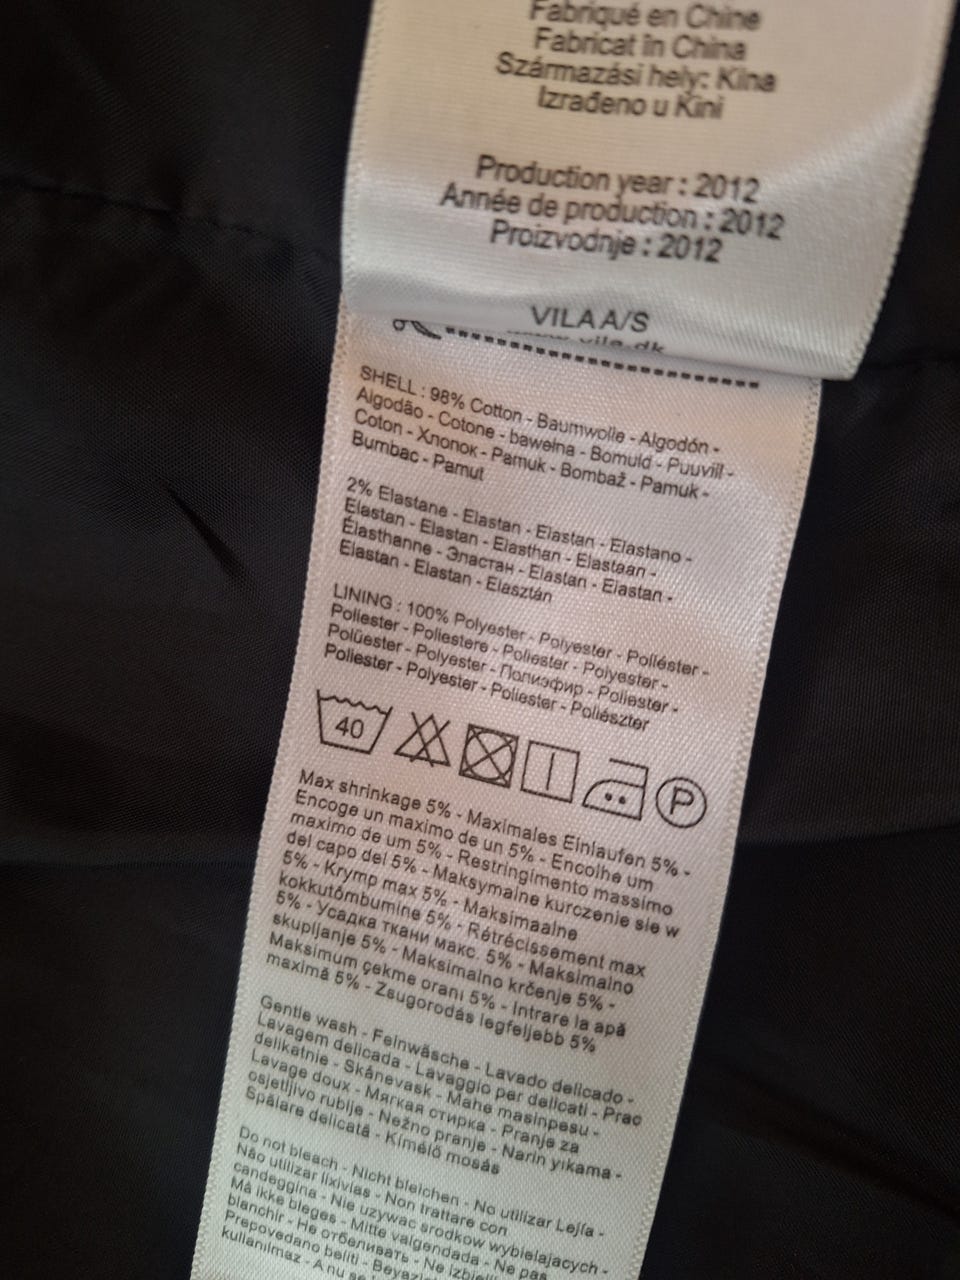 Fabriqué en Chine
Fabricat în China
Származási hely: Kína
Izrađeno u Kini
Production year : 2012
Année de production : 2012
Proizvodnje : 2012
VILA A/S
SHELL : 98% Cotton - Baumwolle - Algodón -
Algodão - Cotone - bawełna - Bomuld - Puuvill -
Coton - Хлопок - Pamuk - Bombaž - Pamuk -
Bumbac - Pamut
2% Elastane - Elastan - Elastan - Elastano -
Elastan - Elastan - Elasthan - Elastaan -
Élasthanne - Эластан - Elastan - Elastan -
Elastan - Elastan - Elasztán
LINING : 100% Polyester - Polyester - Poliéster -
Poliester - Poliestere - Poliester - Polyester -
Polüester - Polyester - Полиэфир - Poliester -
Poliester - Polyester - Poliester - Poliészter
40 P
Max shrinkage 5% - Maximales Einlaufen 5% -
Encoge un maximo de un 5% - Encolhe um
maximo de um 5% - Restringimento massimo
del capo del 5% - Maksymalne kurczenie sie w
5% - Krymp max 5% - Maksimaalne
kokkutõmbumine 5% - Rétrécissement max
5% - Усадка ткани макс. 5% - Maksimalno
skupljanje 5% - Maksimalno krčenje 5% -
Maksimum çekme oranı 5% - Intrare la apă
maximă 5% - Zsugorodás legfeljebb 5%
Gentle wash - Feinwäsche - Lavado delicado -
Lavagem delicada - Lavaggio per delicati - Prac
delikatnie - Skånevask - Mahe masinpesu -
Lavage doux - Мягкая стирка - Pranje za
osjetljivo rublje - Nežno pranje - Narin yıkama -
Spălare delicată - Kímélő mosás
Do not bleach - Nicht bleichen - No utilizar Lejía -
Não utilizar lixívias - Non trattare con
candeggina - Nie uzywac srodkow wybielajacych -
Må ikke bleges - Mitte valgendada - Ne pas
blanchir - Не отбеливать - Ne izbjelj
Prepovedano beliti - Beyazlat
kullanılmaz - A nu se